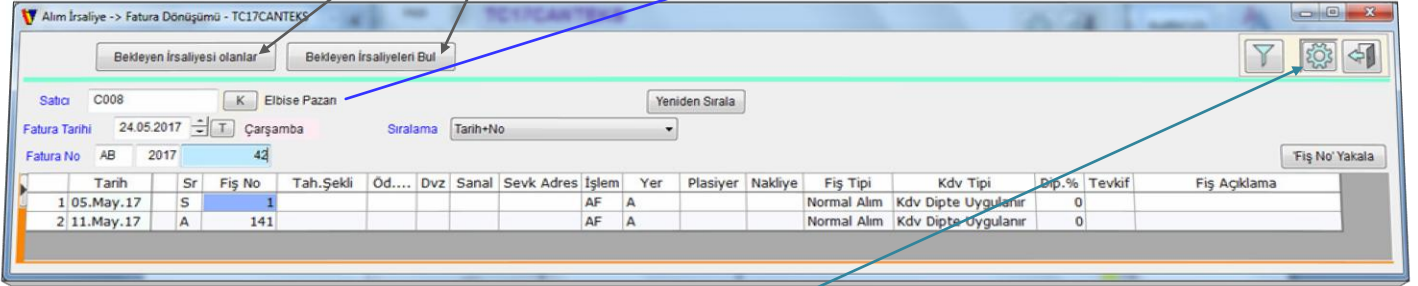 Alım İrsaliye -> Fatura Dönüşümü - TC17CANTEKS
Bekleyen İrsaliyesi olanlar Bekleyen İrsaliyeleri Bul
Satıcı C008 K Elbise Pazarı Yeniden Sırala
Fatura Tarihi 24.05.2017 T Çarşamba Sıralama Tarih+No
Fatura No AB 2017 42 'Fiş No' Yakala
Tarih Sr Fiş No Tah.Şekli Öd.... Dvz Sanal Sevk Adres İşlem Yer Plasiyer Nakliye Fiş Tipi Kdv Tipi Dip.% Tevkif Fiş Açıklama
1 05.May.17 S 1 AF A Normal Alım Kdv Dipte Uygulanır 0
2 11.May.17 A 141 AF A Normal Alım Kdv Dipte Uygulanır 0